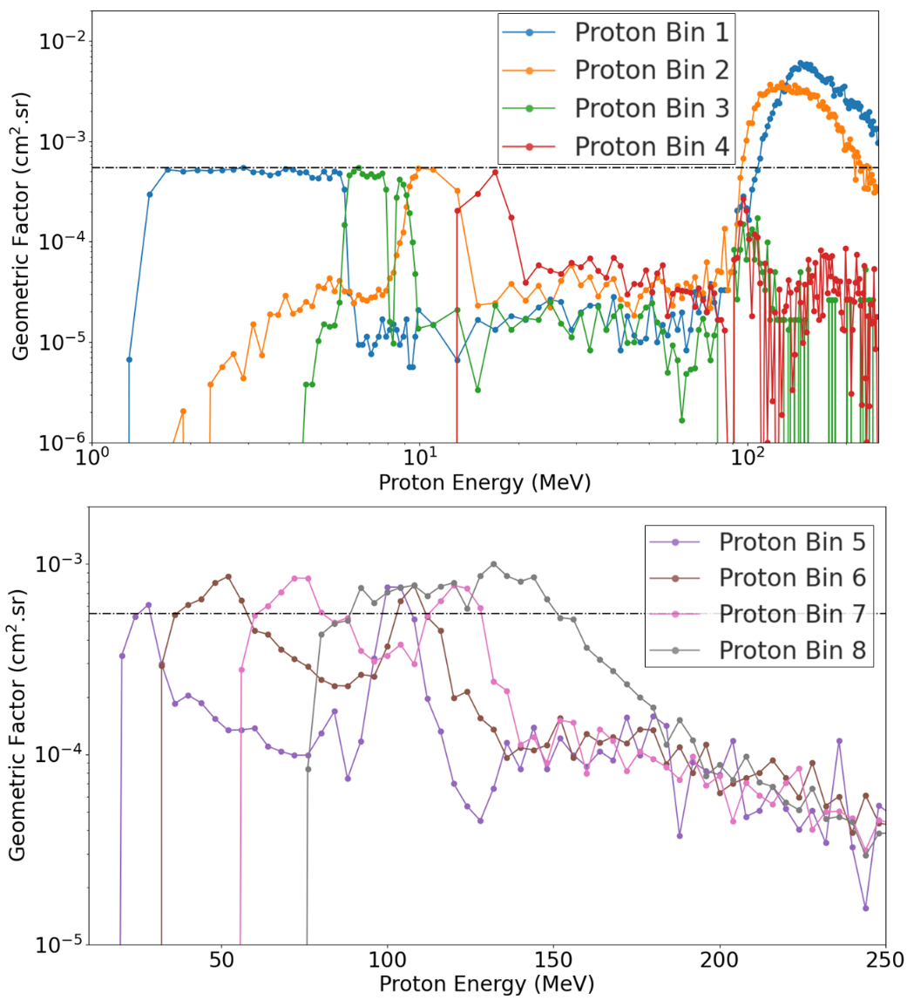 10⁻²
10⁻³
10⁻⁴
10⁻⁵
10⁻⁶
Geometric Factor (cm².sr)
Proton Bin 1
Proton Bin 2
Proton Bin 3
Proton Bin 4
10⁰
10¹
10²
Proton Energy (MeV)
10⁻³
10⁻⁴
10⁻⁵
Geometric Factor (cm².sr)
Proton Bin 5
Proton Bin 6
Proton Bin 7
Proton Bin 8
50
100
150
200
250
Proton Energy (MeV)